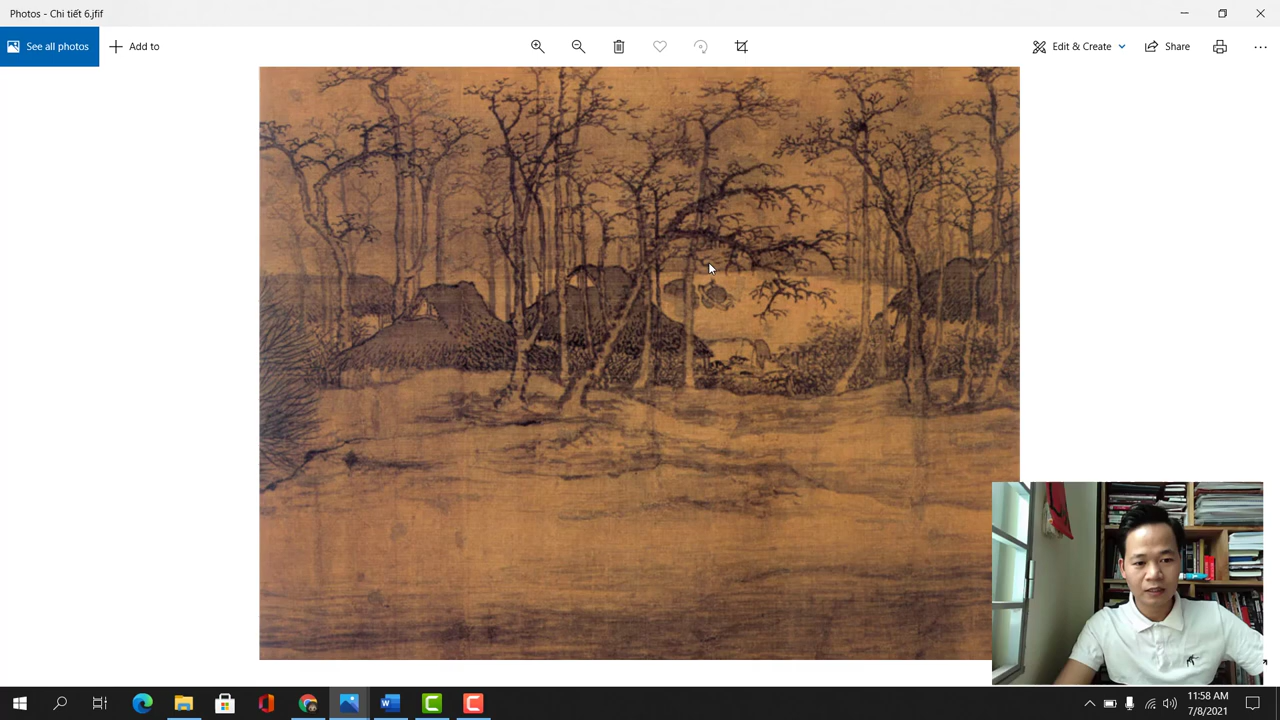 Photos - Chi tiết 6.jfif
See all photos
Add to
Edit & Create
Share
11:58 AM
7/8/2021